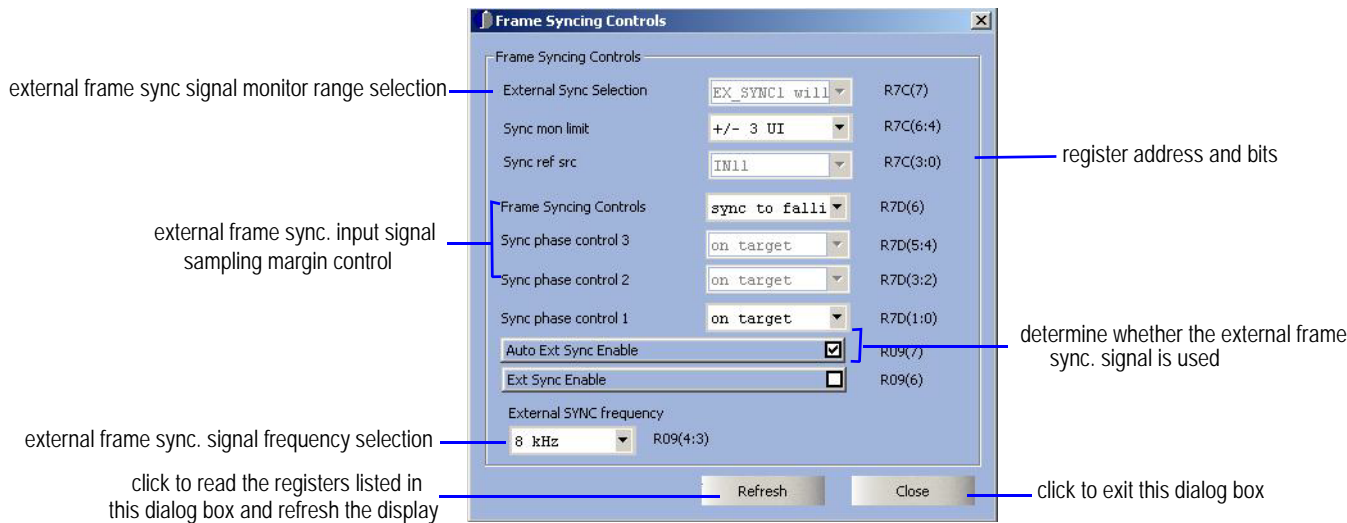 Frame Syncing Controls
Frame Syncing Controls
external frame sync signal monitor range selection
External Sync Selection
EX_SYNC1 will
R7C(7)
Sync mon limit
+/- 3 UI
R7C(6:4)
Sync ref src
IN11
R7C(3:0)
register address and bits
Frame Syncing Controls
sync to falli
R7D(6)
external frame sync. input signal
sampling margin control
Sync phase control 3
on target
R7D(5:4)
Sync phase control 2
on target
R7D(3:2)
Sync phase control 1
on target
R7D(1:0)
Auto Ext Sync Enable
R09(7)
determine whether the external frame
sync. signal is used
Ext Sync Enable
R09(6)
External SYNC frequency
external frame sync. signal frequency selection
8 kHz
R09(4:3)
click to read the registers listed in
this dialog box and refresh the display
Refresh
Close
click to exit this dialog box